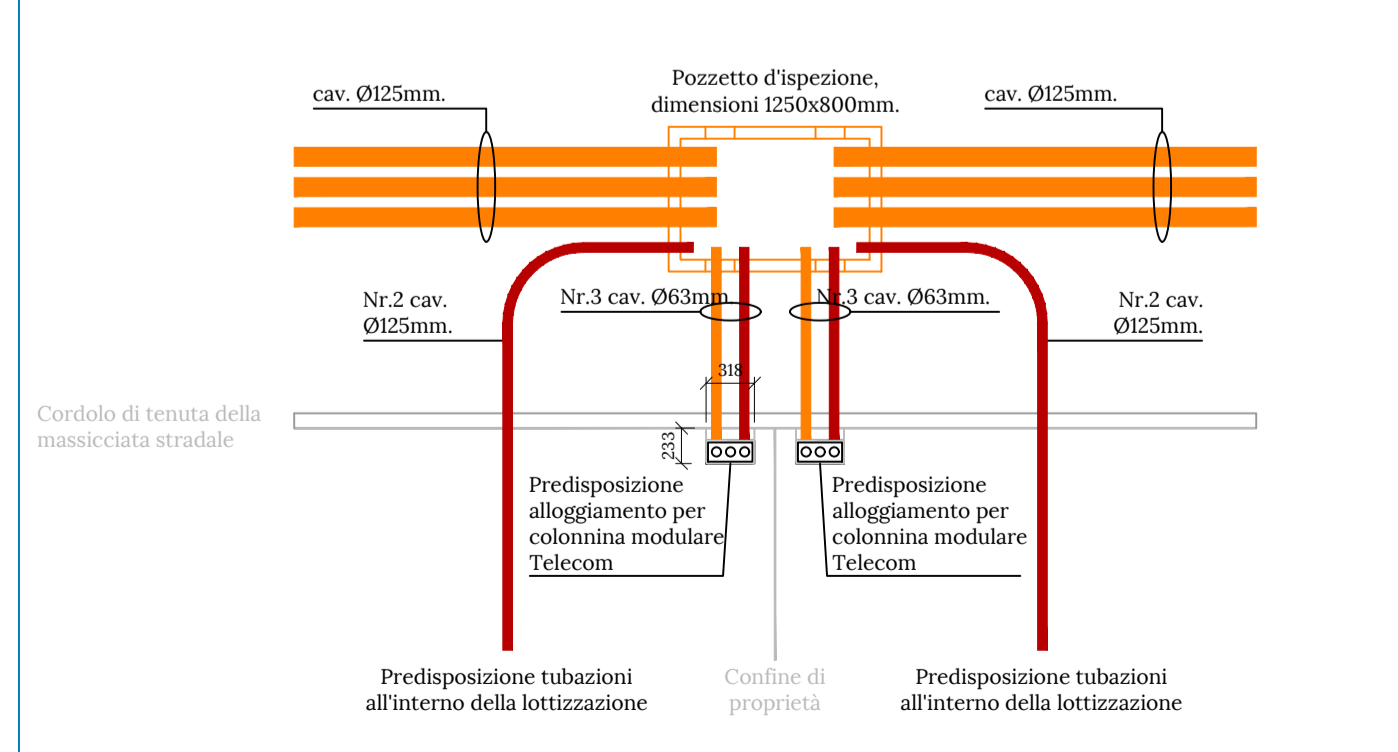 Pozzetto d'ispezione,
dimensioni 1250x800mm.
cav. Ø125mm.
cav. Ø125mm.
Nr.2 cav.
Ø125mm.
Nr.3 cav. Ø63mm.
Nr.3 cav. Ø63mm.
Nr.2 cav.
Ø125mm.
318
Cordolo di tenuta della
massicciata stradale
233
Predisposizione
alloggiamento per
colonnina modulare
Telecom
Predisposizione
alloggiamento per
colonnina modulare
Telecom
Predisposizione tubazioni
all'interno della lottizzazione
Confine di
proprietà
Predisposizione tubazioni
all'interno della lottizzazione